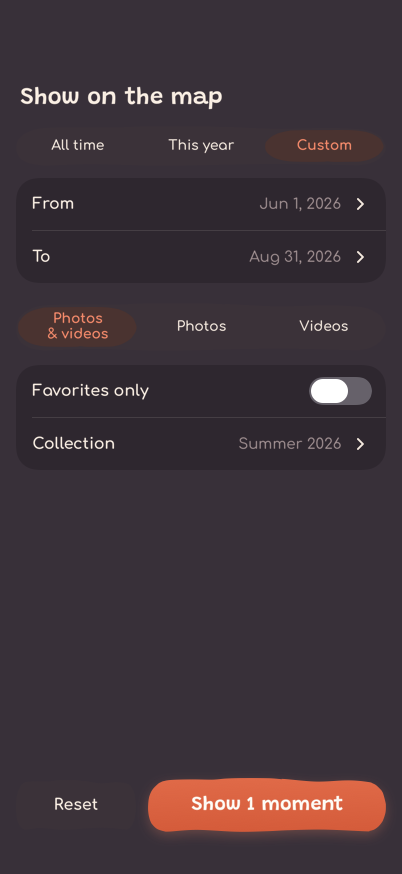 Show on the map
All time
This year
Custom
From
Jun 1, 2026
To
Aug 31, 2026
Photos
& videos
Photos
Videos
Favorites only
Collection
Summer 2026
Reset
Show 1 moment